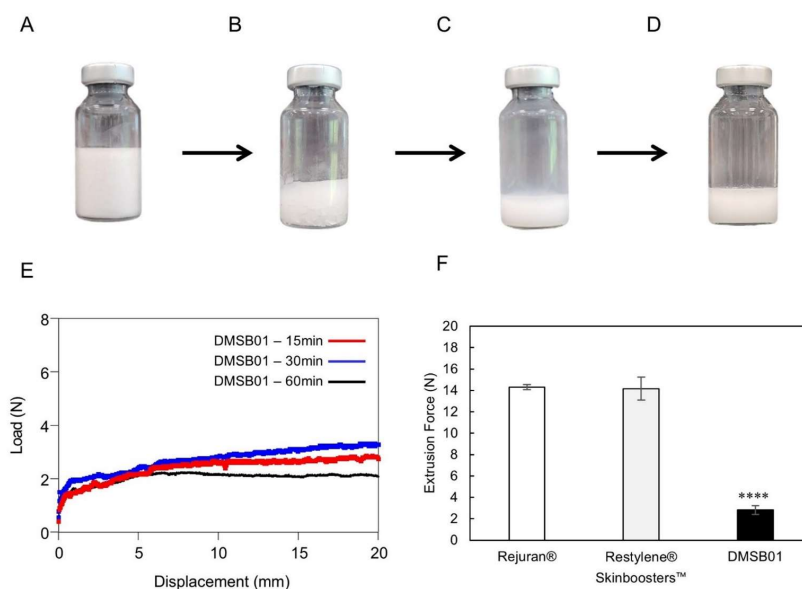 A
B
C
D
E
8
6
4
2
0
Load (N)
DMSB01 – 15min
DMSB01 – 30min
DMSB01 – 60min
0
5
10
15
20
Displacement (mm)
F
20
18
16
14
12
10
8
6
4
2
0
Extrusion Force (N)
****
Rejuran®
Restylene®
Skinboosters™
DMSB01